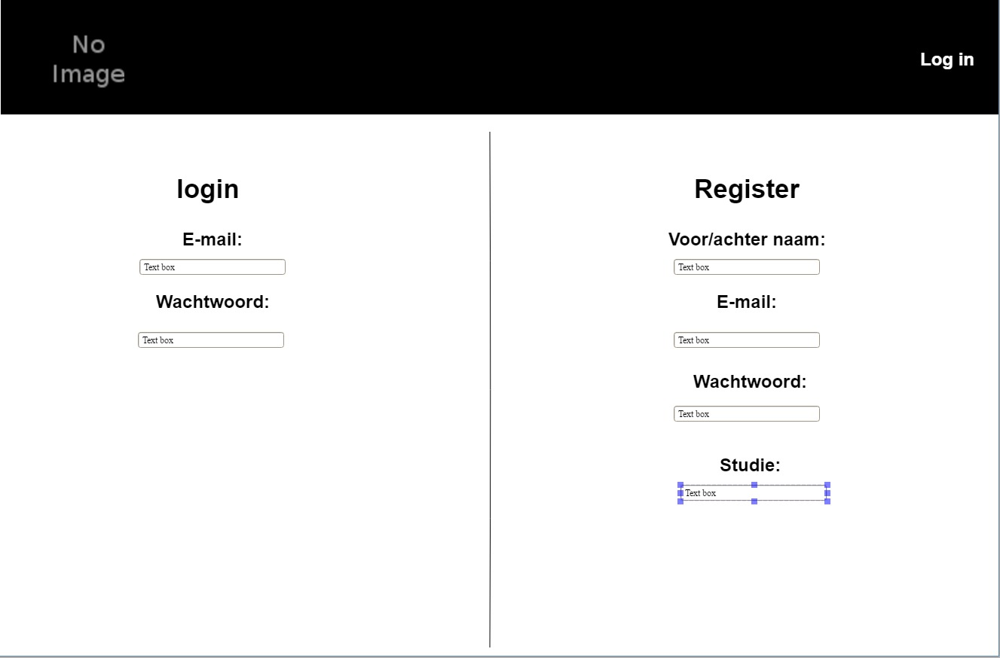 No
Image
Log in
login
E-mail:
Text box
Wachtwoord:
Text box
Register
Voor/achter naam:
Text box
E-mail:
Text box
Wachtwoord:
Text box
Studie:
Text box